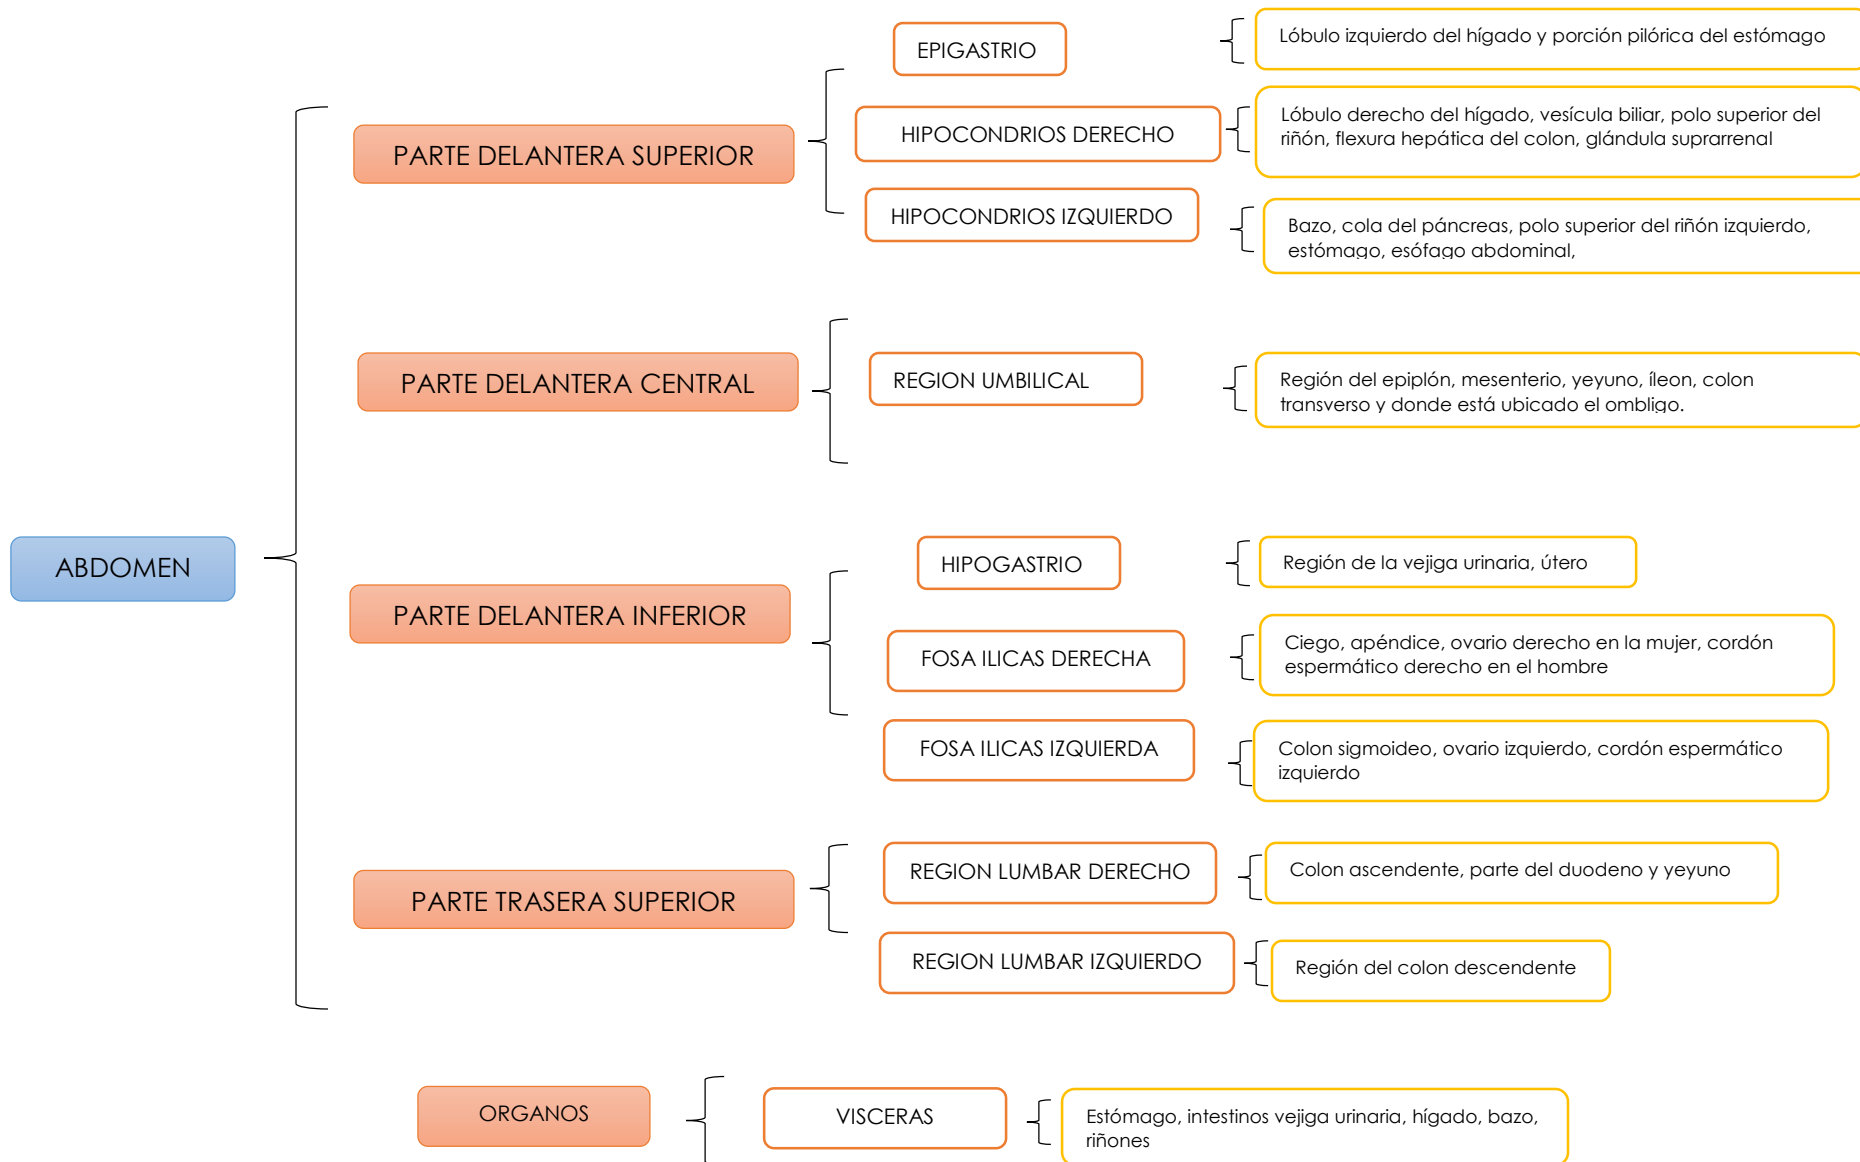 ABDOMEN
PARTE DELANTERA SUPERIOR
EPIGASTRIO
Lóbulo izquierdo del hígado y porción pilórica del estómago
HIPOCONDRIOS DERECHO
Lóbulo derecho del hígado, vesícula biliar, polo superior del
riñón, flexura hepática del colon, glándula suprarrenal
HIPOCONDRIOS IZQUIERDO
Bazo, cola del páncreas, polo superior del riñón izquierdo,
estómago, esófago abdominal,
PARTE DELANTERA CENTRAL
REGION UMBILICAL
Región del epiplón, mesenterio, yeyuno, íleon, colon
transverso y donde está ubicado el ombligo.
PARTE DELANTERA INFERIOR
HIPOGASTRIO
Región de la vejiga urinaria, útero
FOSA ILICAS DERECHA
Ciego, apéndice, ovario derecho en la mujer, cordón
espermático derecho en el hombre
FOSA ILICAS IZQUIERDA
Colon sigmoideo, ovario izquierdo, cordón espermático
izquierdo
PARTE TRASERA SUPERIOR
REGION LUMBAR DERECHO
Colon ascendente, parte del duodeno y yeyuno
REGION LUMBAR IZQUIERDO
Región del colon descendente
ORGANOS
VISCERAS
Estómago, intestinos vejiga urinaria, hígado, bazo,
riñones